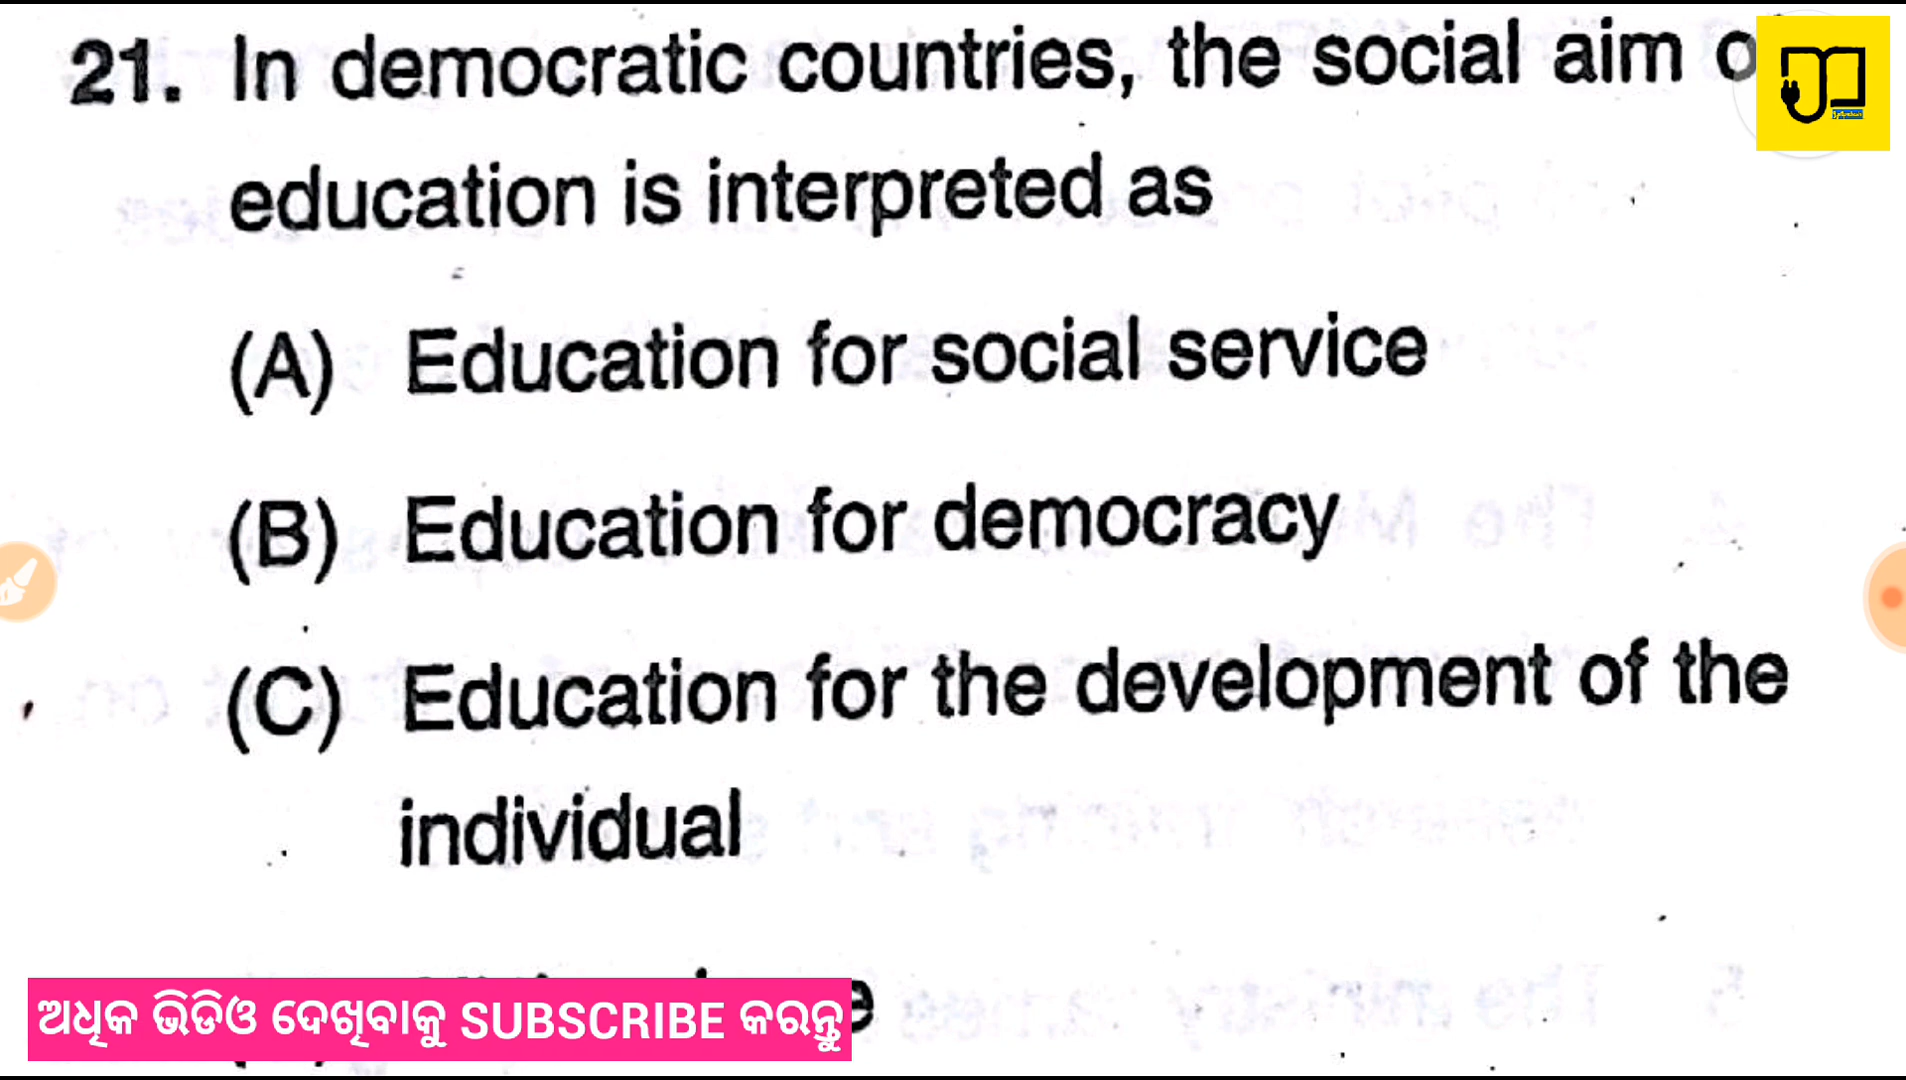 21. In democratic countries, the social aim o
education is interpreted as
(A) Education for social service
(B) Education for democracy
(C) Education for the development of the
individual
ଅଧିକ ଭିଡିଓ ଦେଖିବାକୁ SUBSCRIBE କରନ୍ତୁ